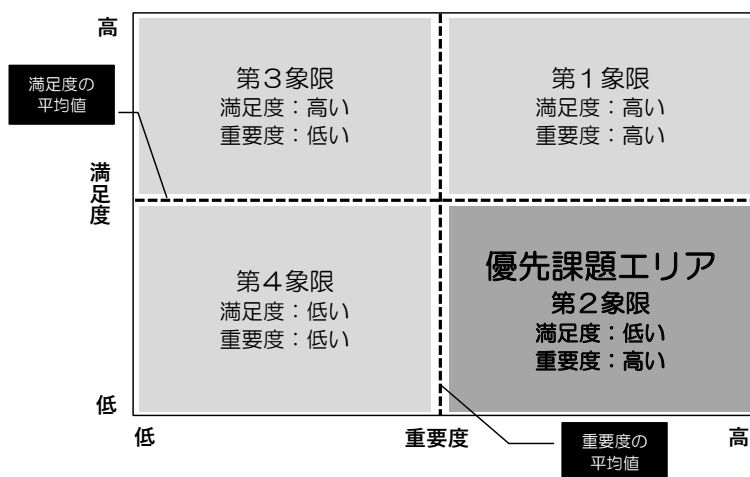 高
第３象限
満足度：高い
重要度：低い
第１象限
満足度：高い
重要度：高い
満足度の
平均値
満足度
第４象限
満足度：低い
重要度：低い
優先課題エリア
第２象限
満足度：低い
重要度：高い
低
低
重要度
高
重要度の
平均値